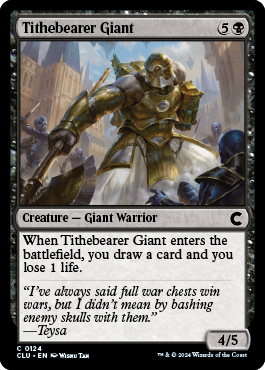 Tithebearer Giant 5
Creature — Giant Warrior C
When Tithebearer Giant enters the
battlefield, you draw a card and you
lose 1 life.
“I’ve always said full war chests win
wars, but I didn’t mean by bashing
enemy skulls with them.”
—Teysa
4/5
C 0124
CLU • EN Wisnu Tan
™ & © 2024 Wizards of the Coast